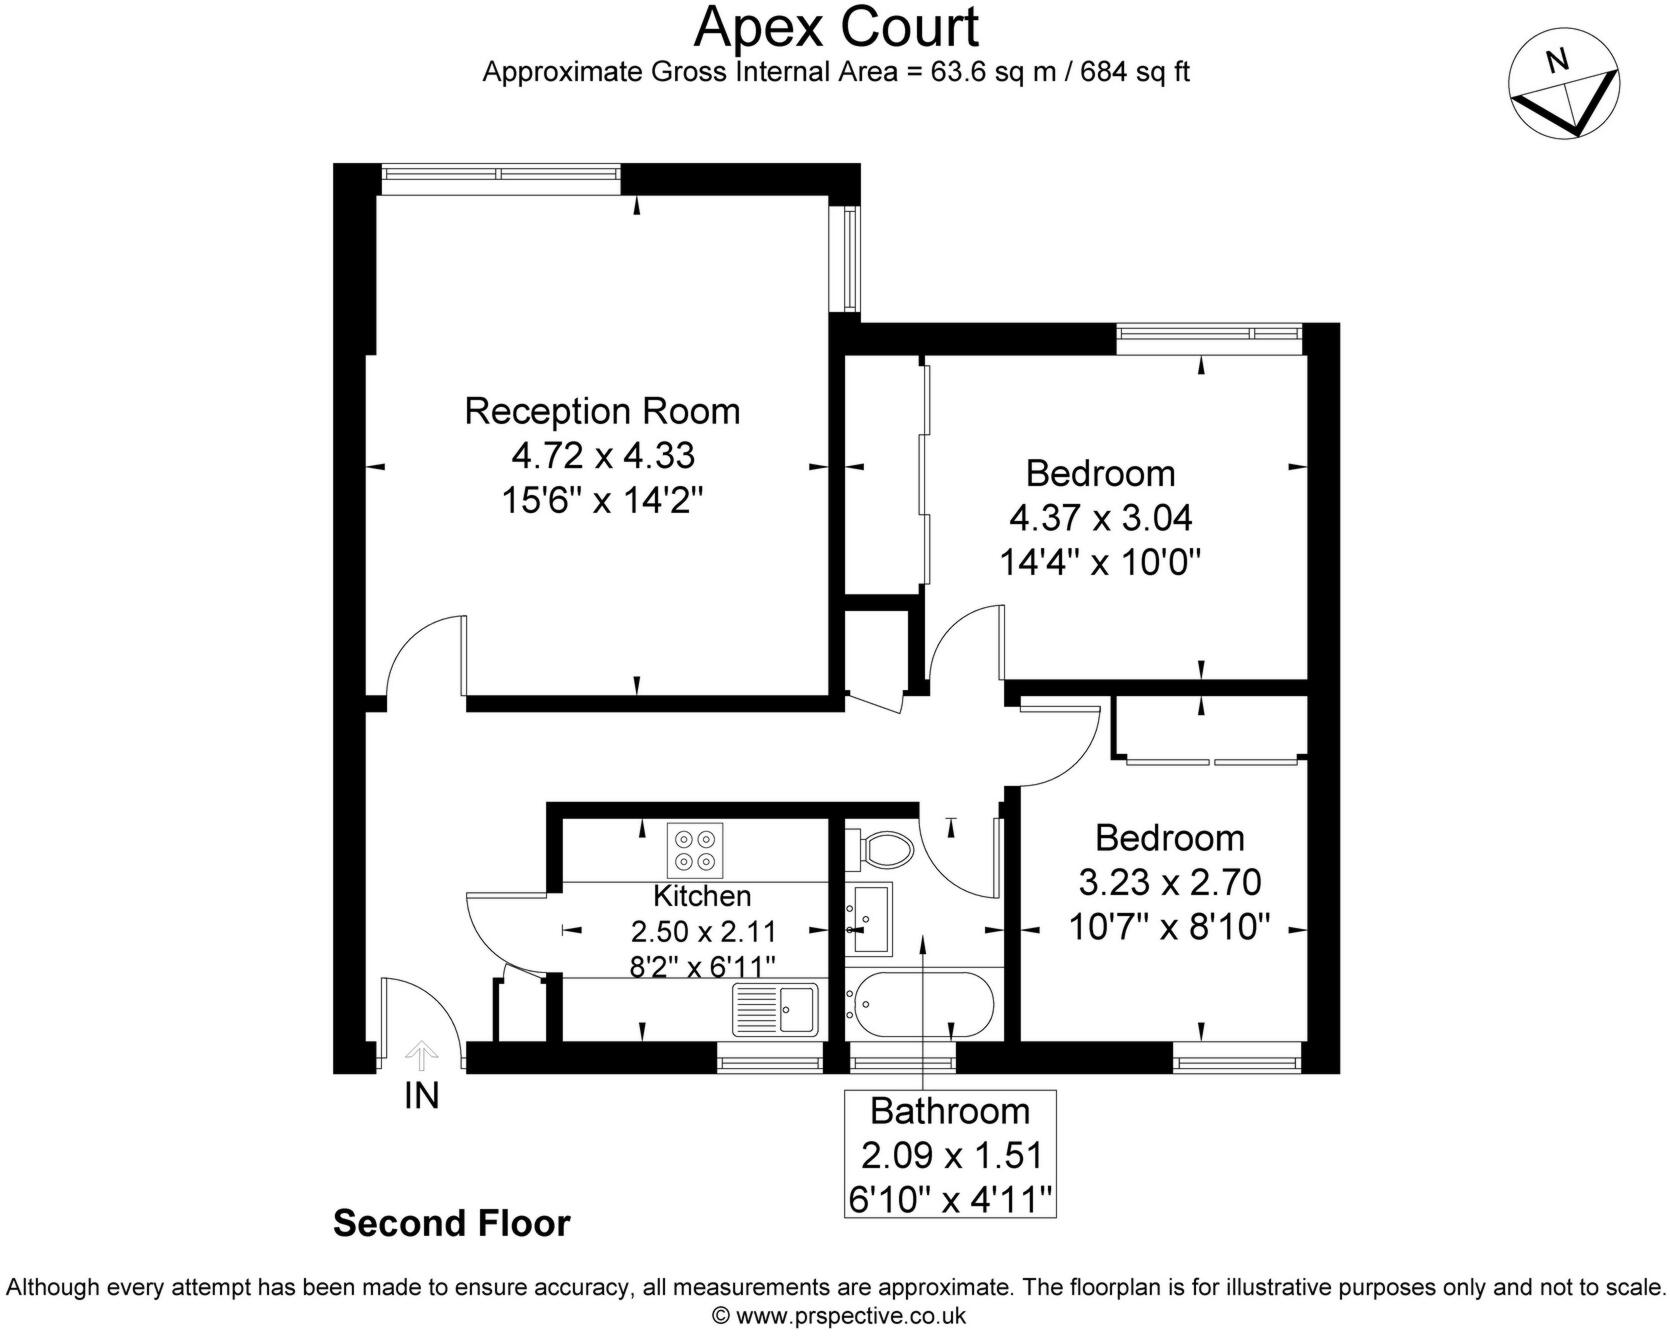 Apex Court
Approximate Gross Internal Area = 63.6 sq m / 684 sq ft
N
Reception Room
4.72 x 4.33
15'6" x 14'2"
Bedroom
4.37 x 3.04
14'4" x 10'0"
Bedroom
3.23 x 2.70
10'7" x 8'10"
Kitchen
2.50 x 2.11
8'2" x 6'11"
IN
Bathroom
2.09 x 1.51
6'10" x 4'11"
Second Floor
Although every attempt has been made to ensure accuracy, all measurements are approximate. The floorplan is for illustrative purposes only and not to scale.
© www.prspective.co.uk